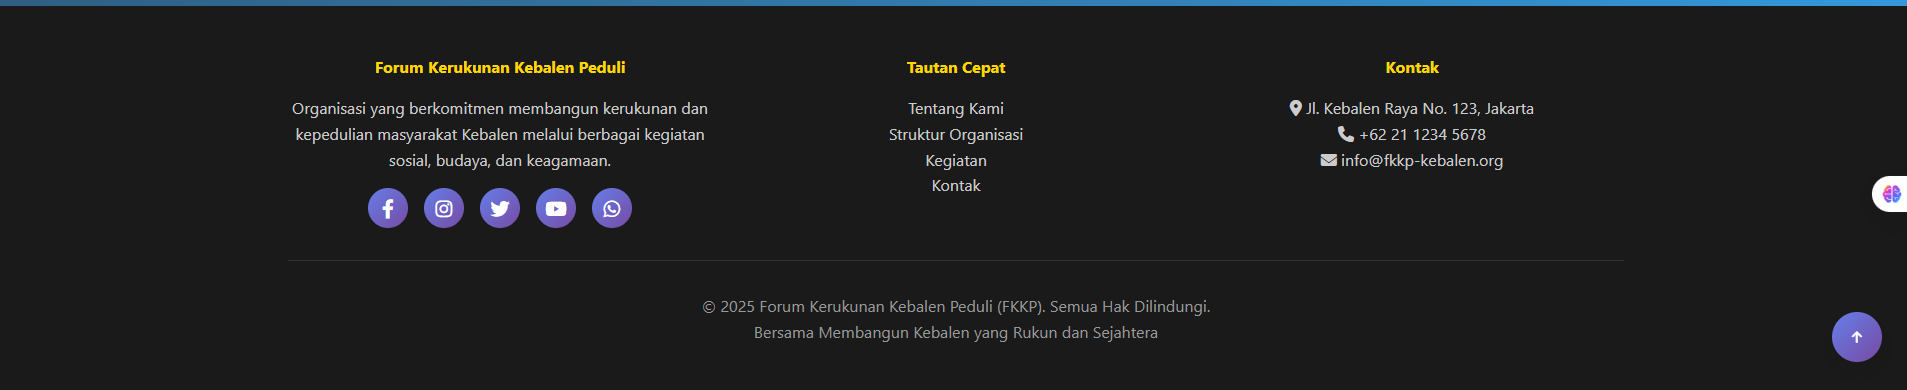 Forum Kerukunan Kebalen Peduli
Organisasi yang berkomitmen membangun kerukunan dan
kepedulian masyarakat Kebalen melalui berbagai kegiatan
sosial, budaya, dan keagamaan.
Tautan Cepat
Tentang Kami
Struktur Organisasi
Kegiatan
Kontak
Kontak
Jl. Kebalen Raya No. 123, Jakarta
+62 21 1234 5678
info@fkkp-kebalen.org
© 2025 Forum Kerukunan Kebalen Peduli (FKKP). Semua Hak Dilindungi.
Bersama Membangun Kebalen yang Rukun dan Sejahtera